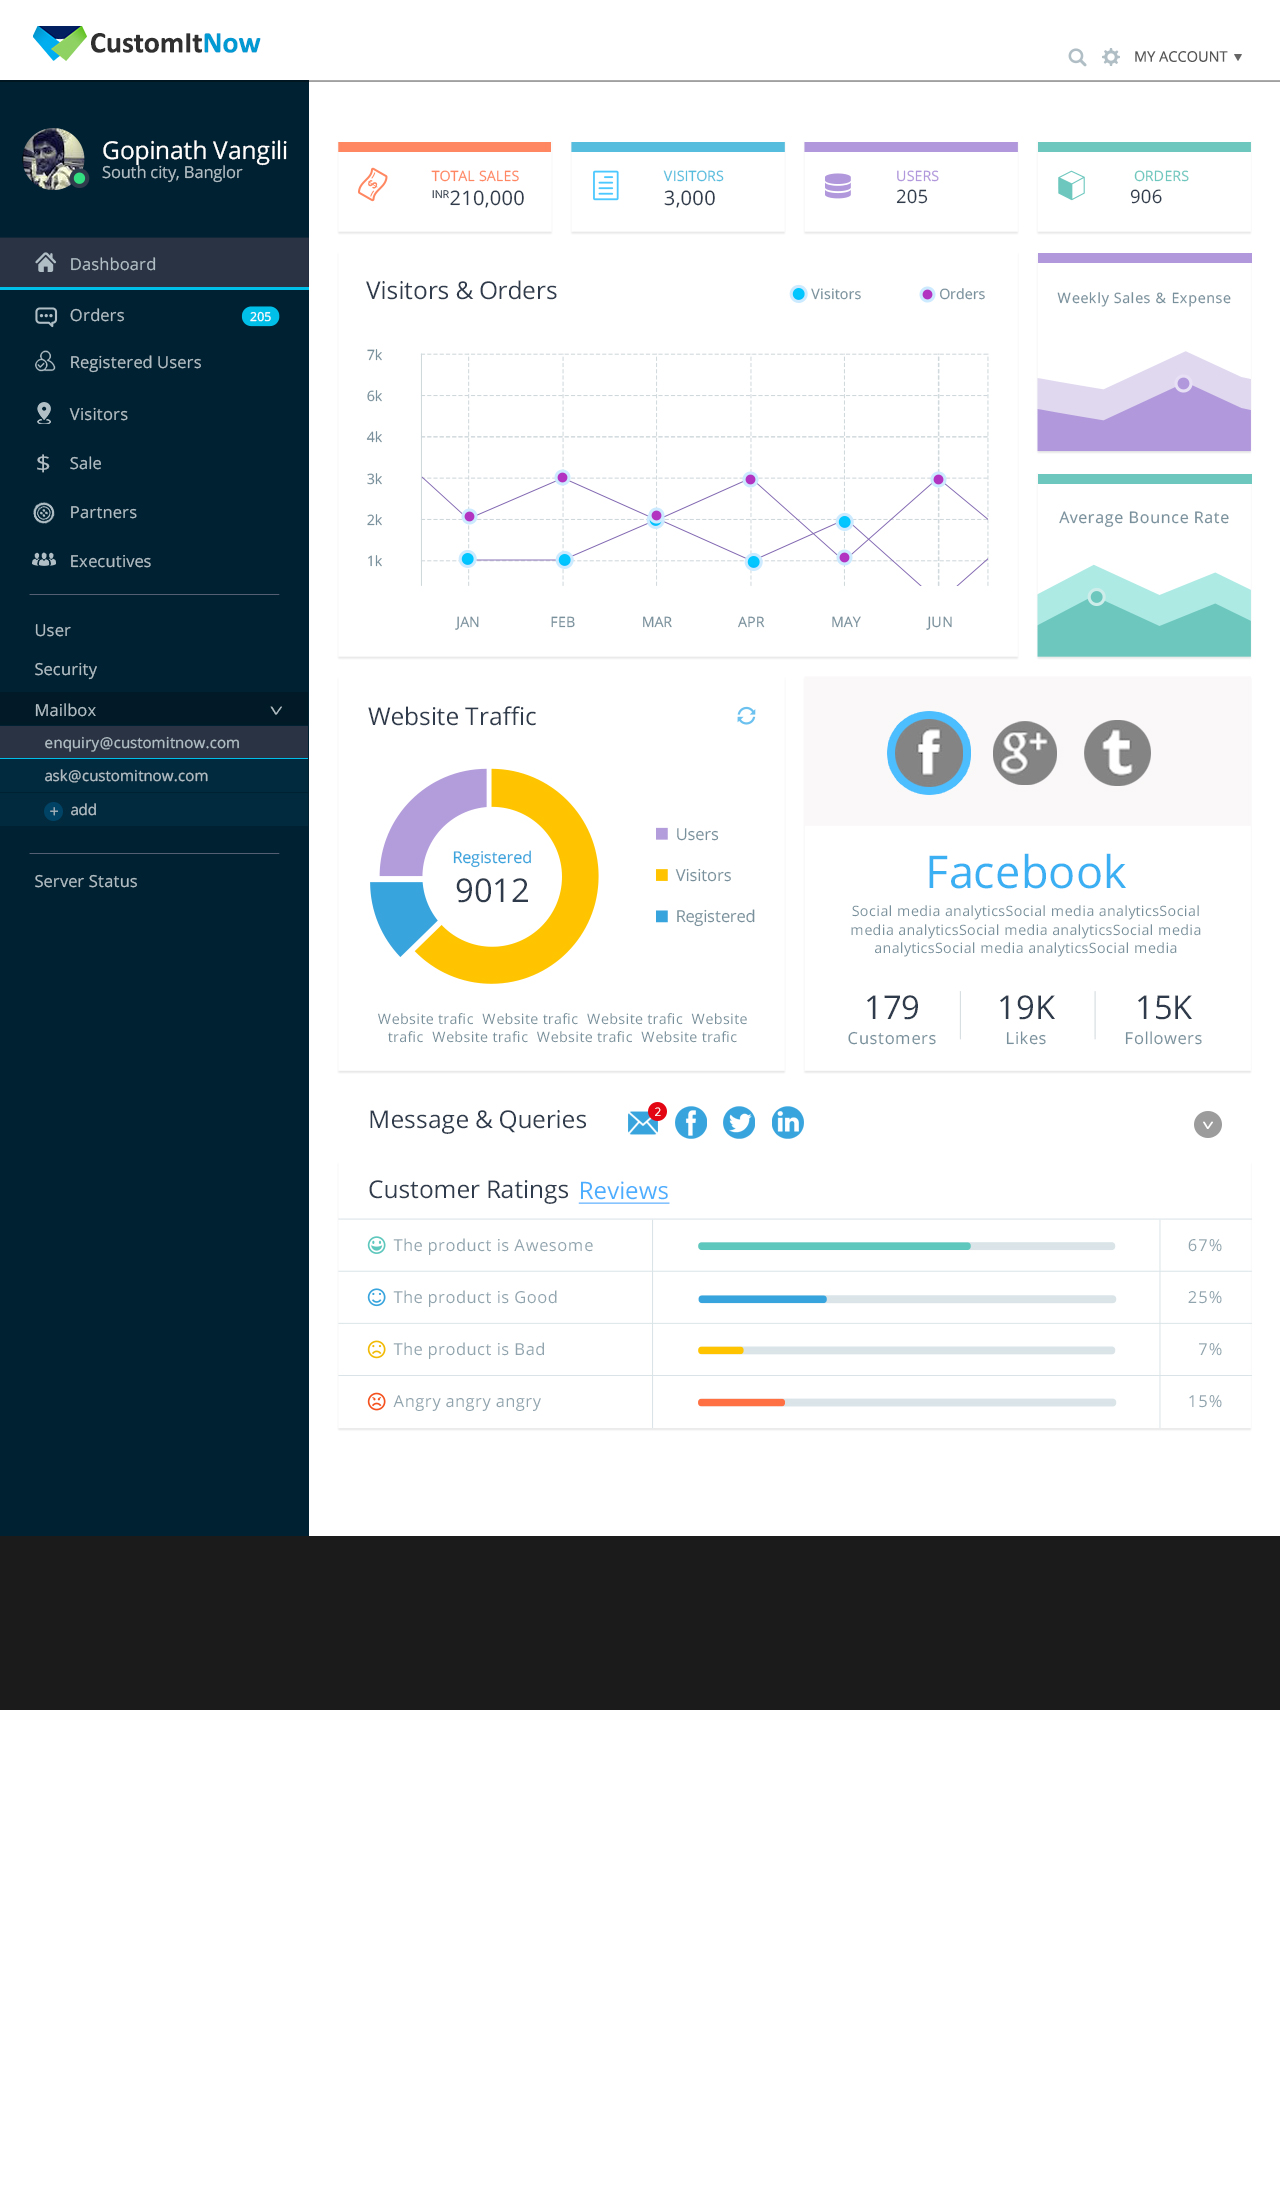 CustomItNow
MY ACCOUNT ▼
Gopinath Vangili
South city, Banglor
Dashboard
Orders 205
Registered Users
Visitors
Sale
Partners
Executives
User
Security
Mailbox
enquiry@customitnow.com
ask@customitnow.com
+ add
Server Status
TOTAL SALES
INR210,000
VISITORS
3,000
USERS
205
ORDERS
906
Visitors & Orders
Visitors Orders
7k
6k
4k
3k
2k
1k
JAN FEB MAR APR MAY JUN
Weekly Sales & Expense
Average Bounce Rate
Website Traffic
Registered
9012
Users
Visitors
Registered
Website trafic Website trafic Website trafic Website
trafic Website trafic Website trafic Website trafic
f g+ t
Facebook
Social media analyticsSocial media analyticsSocial
media analyticsSocial media analyticsSocial media
analyticsSocial media analyticsSocial media
179 19K 15K
Customers Likes Followers
Message & Queries 2 f in
Customer Ratings Reviews
The product is Awesome 67%
The product is Good 25%
The product is Bad 7%
Angry angry angry 15%